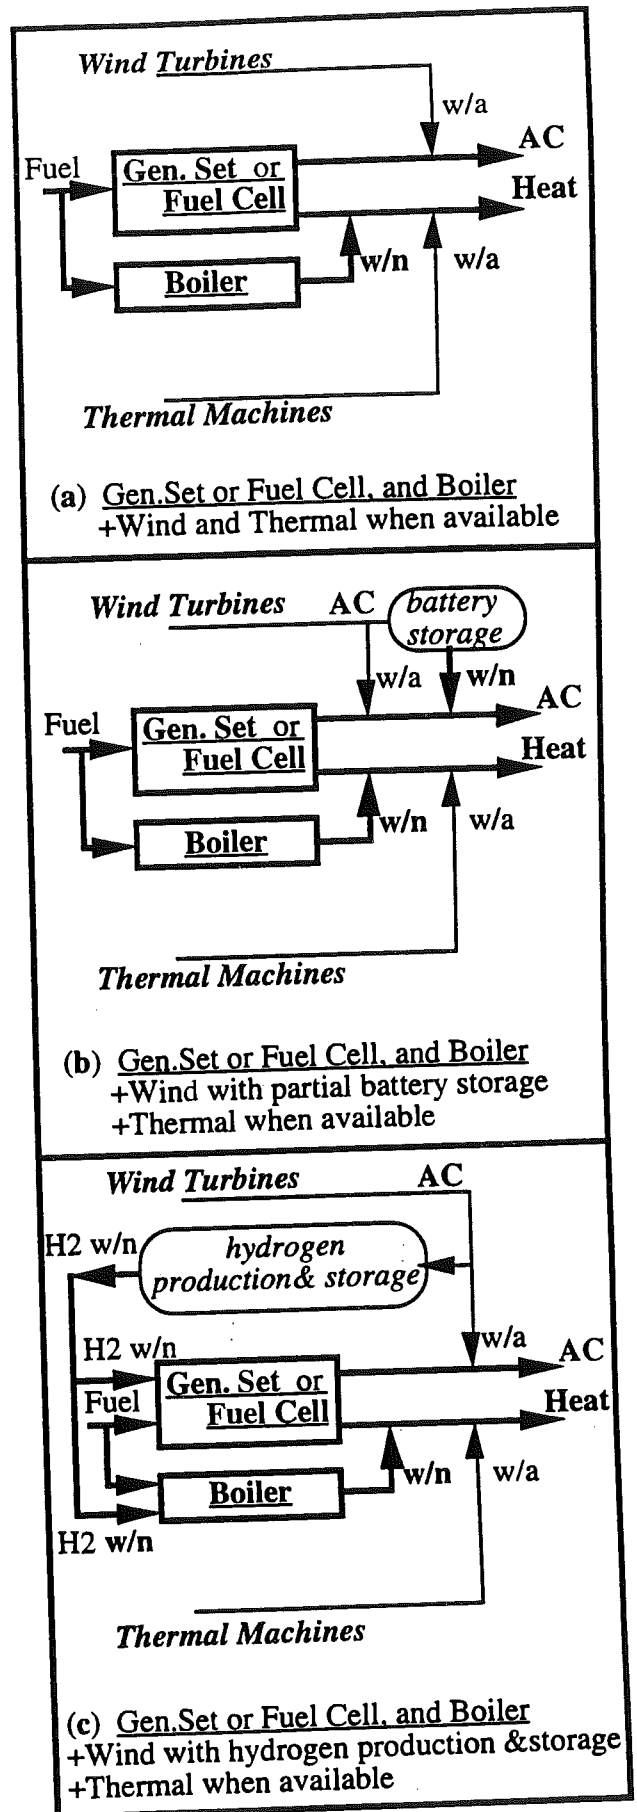 Wind Turbines
w/a
AC
Fuel
Gen. Set or
Fuel Cell
Heat
w/n
w/a
Boiler
Thermal Machines
(a) Gen.Set or Fuel Cell, and Boiler
+Wind and Thermal when available
Wind Turbines AC
battery
storage
w/a
w/n
AC
Fuel
Gen. Set or
Fuel Cell
Heat
w/n
w/a
Boiler
Thermal Machines
(b) Gen.Set or Fuel Cell, and Boiler
+Wind with partial battery storage
+Thermal when available
Wind Turbines AC
H2 w/n
hydrogen
production& storage
H2 w/n
w/a
AC
Fuel
Gen. Set or
Fuel Cell
Heat
w/n
w/a
Boiler
H2 w/n
Thermal Machines
(c) Gen.Set or Fuel Cell, and Boiler
+Wind with hydrogen production &storage
+Thermal when available